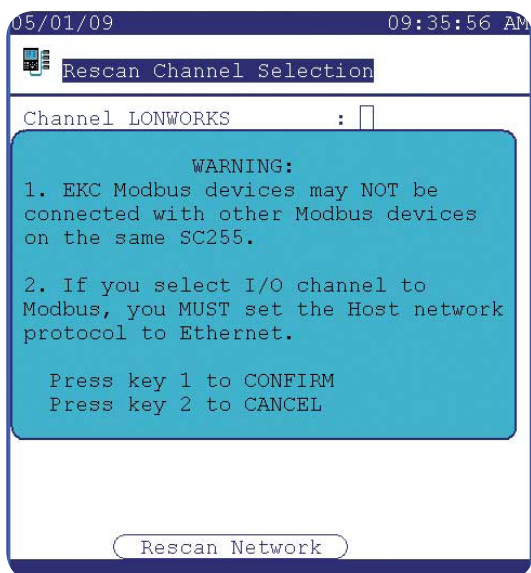 05/01/09 09:35:56 AM
Rescan Channel Selection
Channel LONWORKS :
WARNING:
1. EKC Modbus devices may NOT be
connected with other Modbus devices
on the same SC255.
2. If you select I/O channel to
Modbus, you MUST set the Host network
protocol to Ethernet.
Press key 1 to CONFIRM
Press key 2 to CANCEL
Rescan Network